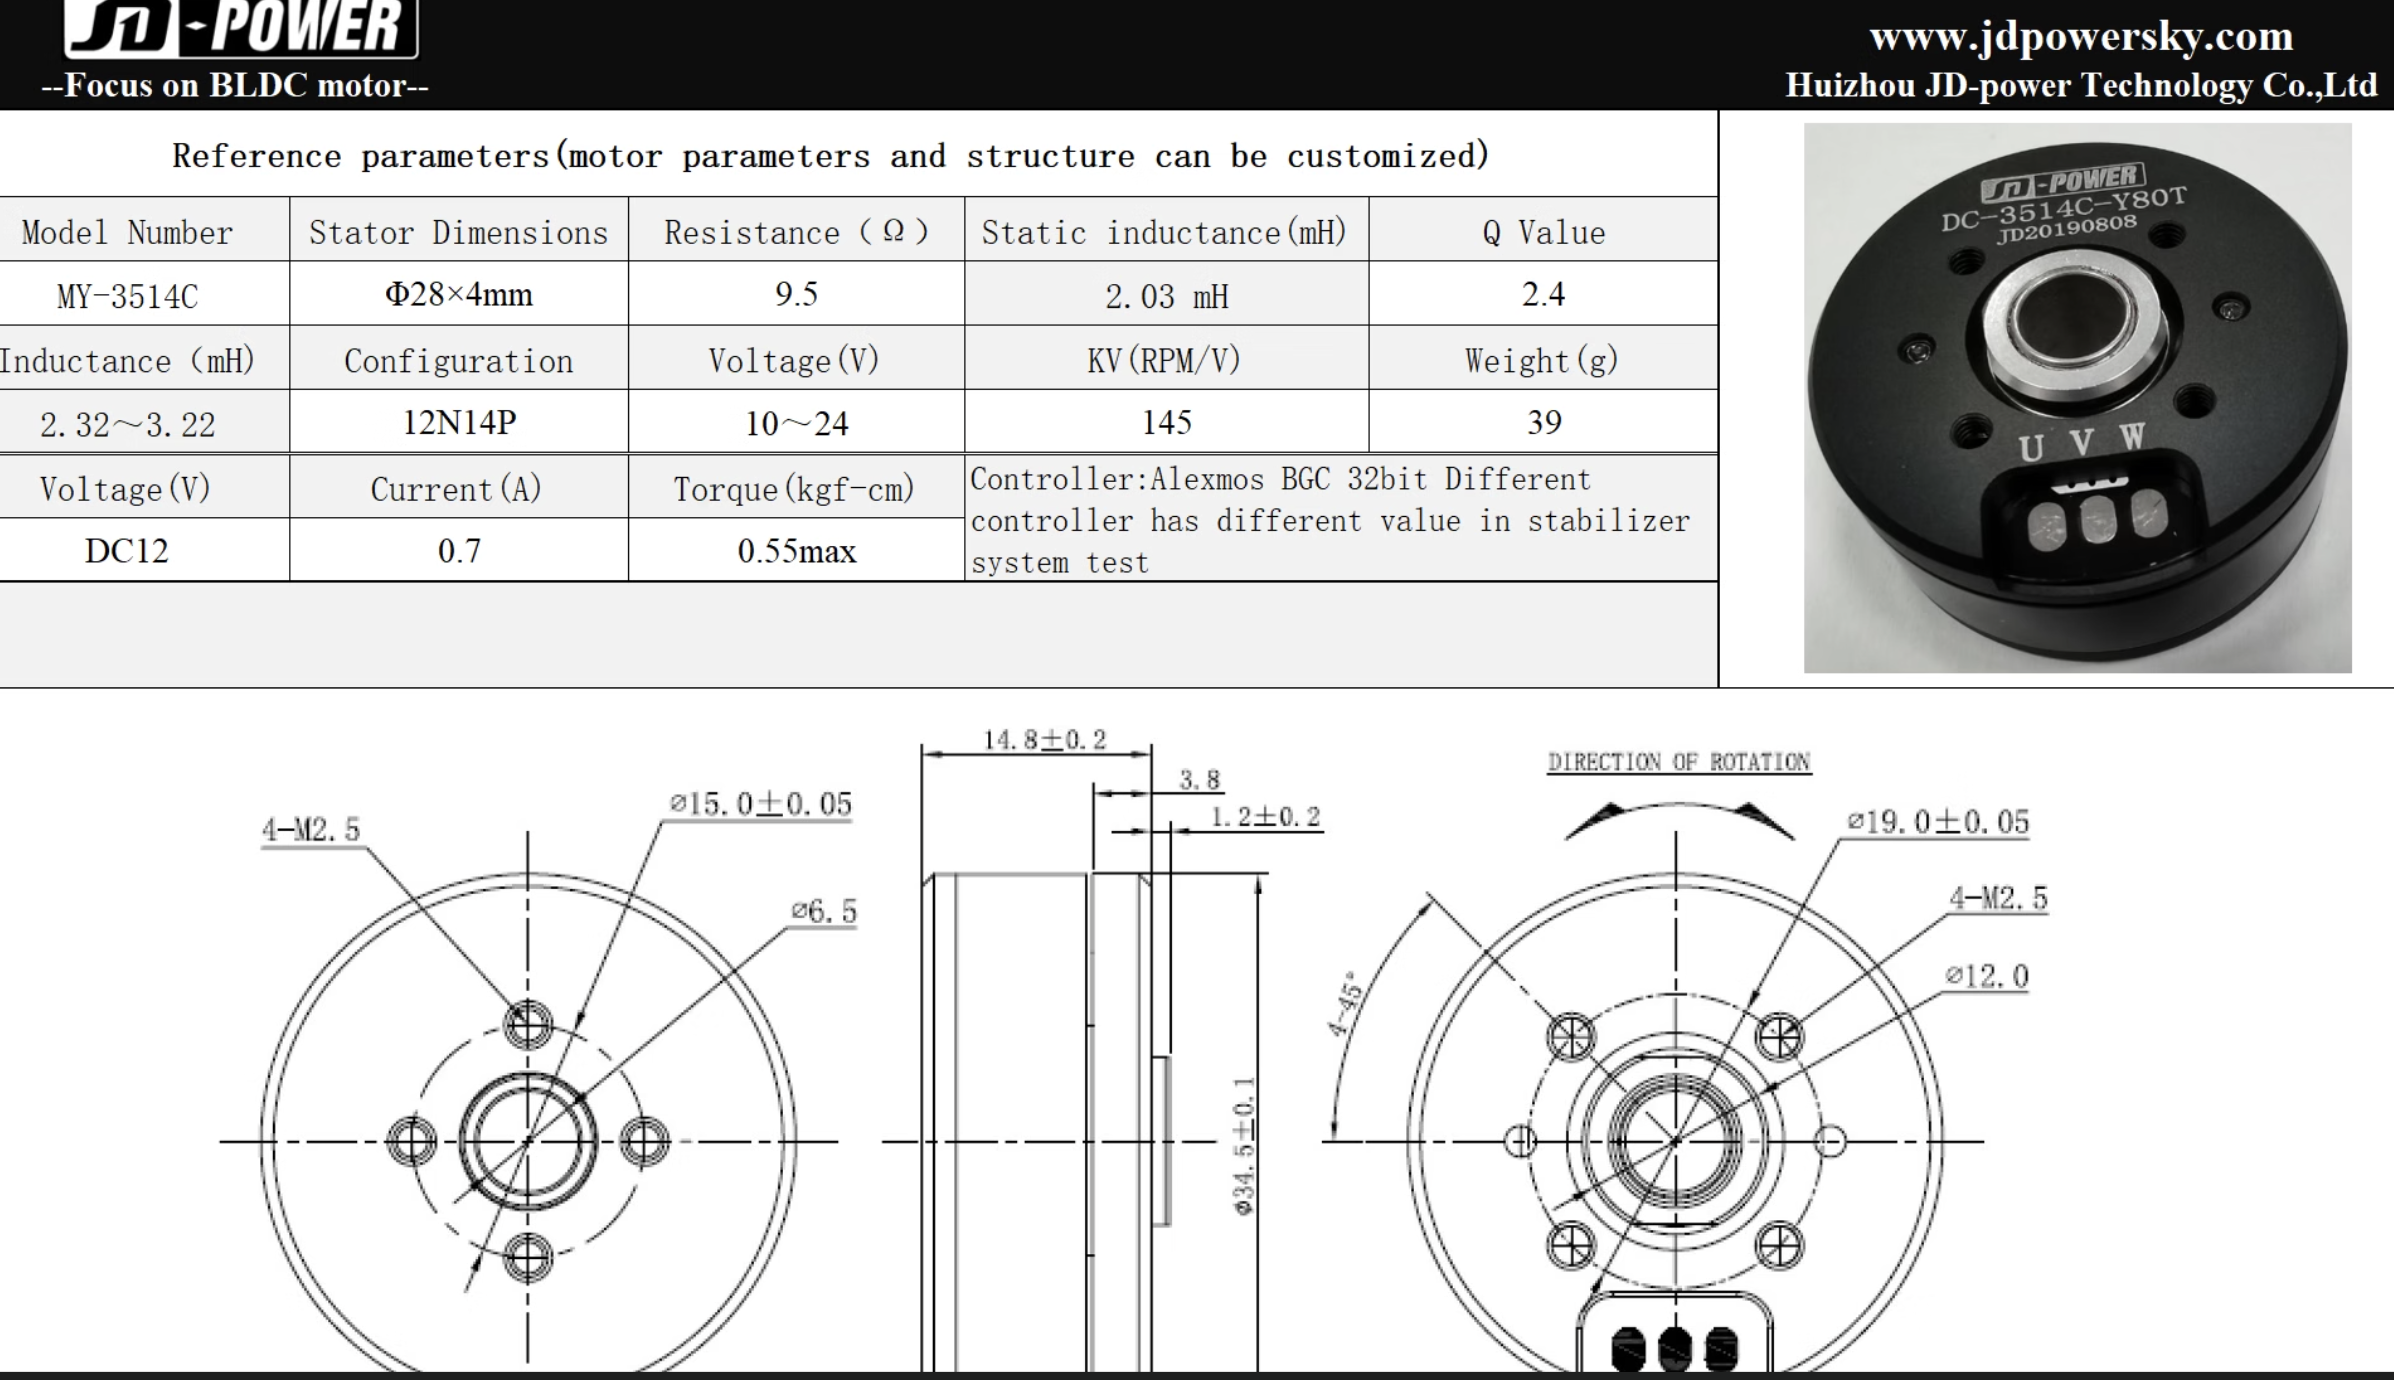 JD-POWER
--Focus on BLDC motor--
www.jdpowersky.com
Huizhou JD-power Technology Co.,Ltd
Reference parameters(motor parameters and structure can be customized)
Model Number Stator Dimensions Resistance（Ω） Static inductance(mH) Q Value
MY-3514C Φ28×4mm 9.5 2.03 mH 2.4
Inductance（mH) Configuration Voltage(V) KV(RPM/V) Weight(g)
2.32～3.22 12N14P 10～24 145 39
Voltage(V) Current(A) Torque(kgf-cm)
DC12 0.7 0.55max
Controller:Alexmos BGC 32bit Different
controller has different value in stabilizer
system test
JD-POWER
DC-3514C-Y80T
JD20190808
U V W
4-M2.5
⌀15.0±0.05
⌀6.5
14.8±0.2
3.8
1.2±0.2
Φ34.5±0.1
DIRECTION OF ROTATION
⌀19.0±0.05
4-M2.5
⌀12.0
4-45°